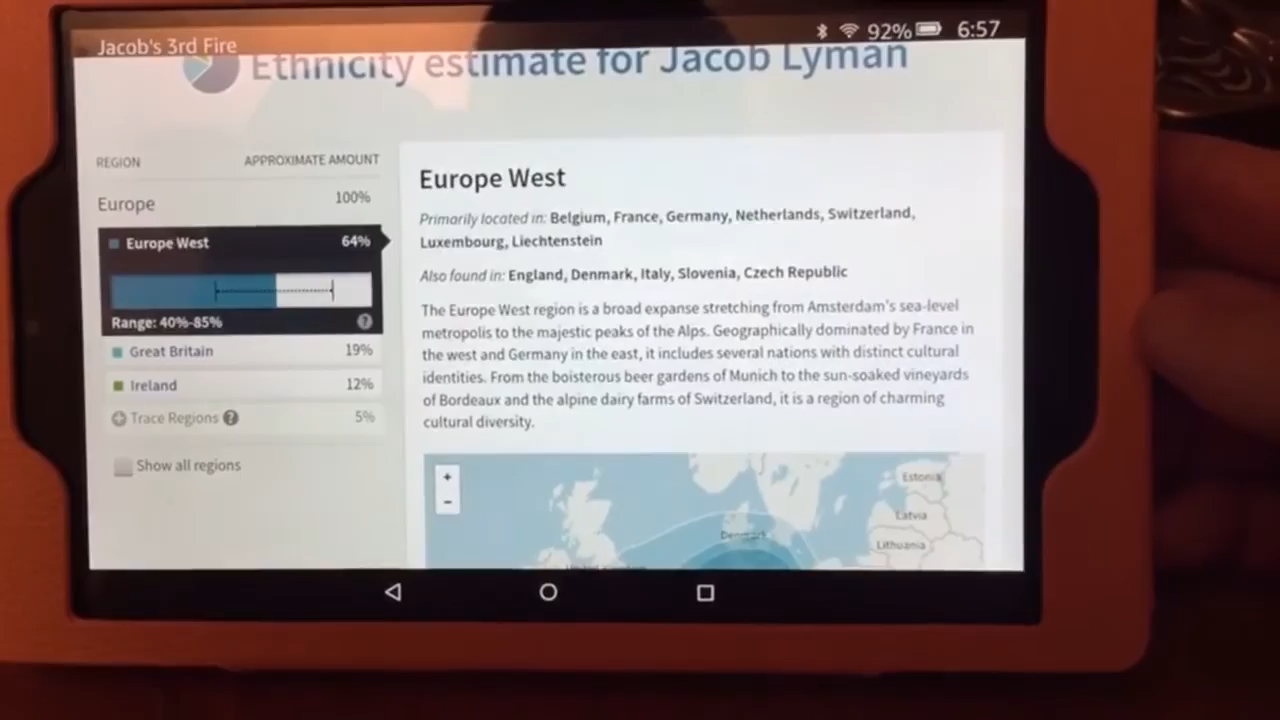 Jacob's 3rd Fire
92% 6:57
Ethnicity estimate for Jacob Lyman
REGION APPROXIMATE AMOUNT
Europe 100%
Europe West 64%
Range: 40%-85% ?
Great Britain 19%
Ireland 12%
Trace Regions ? 5%
Show all regions
Europe West
Primarily located in: Belgium, France, Germany, Netherlands, Switzerland,
Luxembourg, Liechtenstein
Also found in: England, Denmark, Italy, Slovenia, Czech Republic
The Europe West region is a broad expanse stretching from Amsterdam's sea-level
metropolis to the majestic peaks of the Alps. Geographically dominated by France in
the west and Germany in the east, it includes several nations with distinct cultural
identities. From the boisterous beer gardens of Munich to the sun-soaked vineyards
of Bordeaux and the alpine dairy farms of Switzerland, it is a region of charming
cultural diversity.
+
-
Estonia
Latvia
Denmark
Lithuania